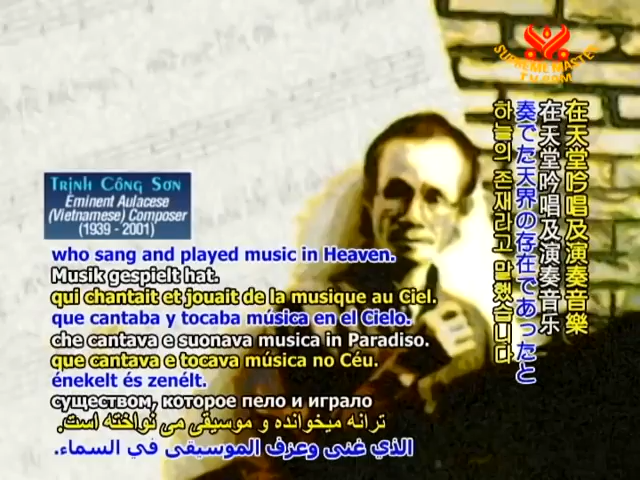 SUPREME MASTER
TV.COM
TRỊNH CÔNG SƠN
Eminent Aulacese
(Vietnamese) Composer
(1939 - 2001)
who sang and played music in Heaven.
Musik gespielt hat.
qui chantait et jouait de la musique au Ciel.
que cantaba y tocaba música en el Cielo.
che cantava e suonava musica in Paradiso.
que cantava e tocava música no Céu.
énekelt és zenélt.
существом, которое пело и играло
ترانه میخوانده و موسیقی می نواخته است.
الذي غنى وعزف الموسيقى في السماء.
在天堂吟唱及演奏音樂
在天堂吟唱及演奏音乐
奏でた天界の存在であったと
하늘의 존재라고 말했습니다